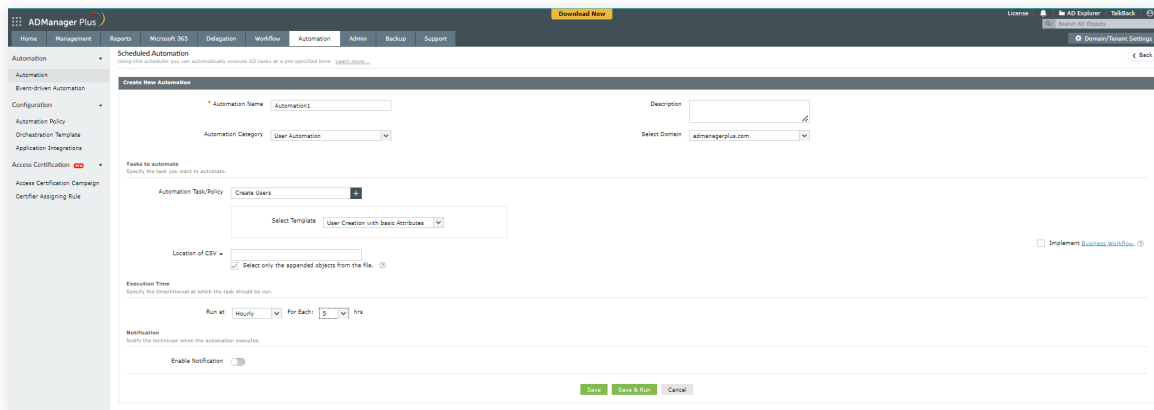 Download Now
License AD Explorer TalkBack
ADManager Plus
Search AD Objects
Home Management Reports Microsoft 365 Delegation Workflow Automation Admin Backup Support
Domain/Tenant Settings
Automation
Scheduled Automation
Using this scheduler you can automatically execute AD tasks at a pre-specified time. Learn more...
Back
Automation
Event-driven Automation
Configuration
Automation Policy
Orchestration Template
Application Integrations
Access Certification NEW
Access Certification Campaign
Certifier Assigning Rule
Create New Automation
* Automation Name Automation1
Description
Automation Category User Automation
Select Domain admanagerplus.com
Tasks to automate
Specify the task you want to automate.
Automation Task/Policy Create Users +
Select Template User Creation with basic Attributes
Implement Business Workflow ?
Location of CSV
Select only the appended objects from the file. ?
Execution Time
Specify the time/interval at which the task should be run.
Run at Hourly For Each: 5 hrs
Notification
Notify the technician when the automation executes.
Enable Notification
Save Save & Run Cancel